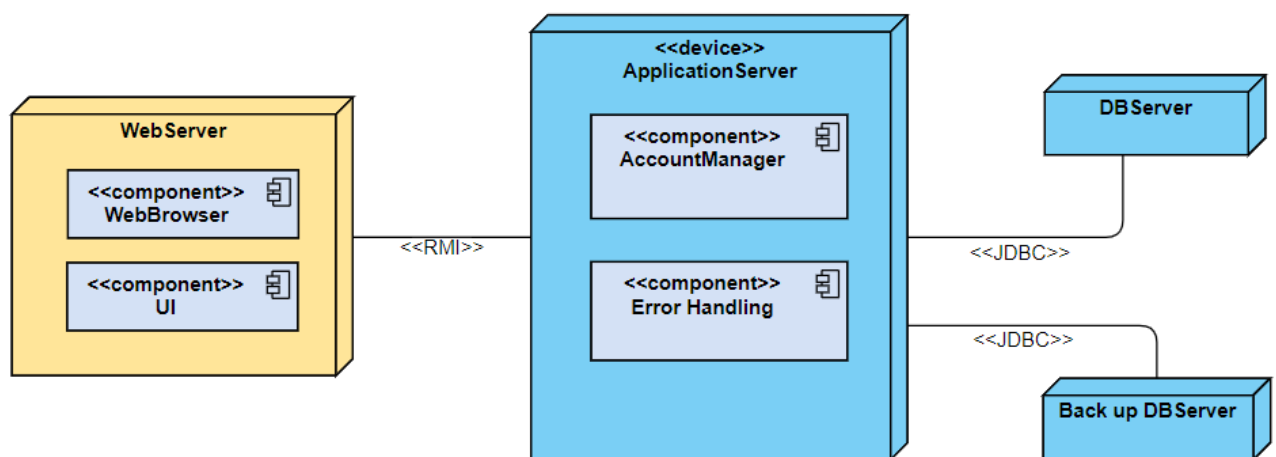 WebServer
<<component>>
WebBrowser
<<component>>
UI
<<RMI>>
<<device>>
ApplicationServer
<<component>>
AccountManager
<<component>>
Error Handling
<<JDBC>>
<<JDBC>>
DBServer
Back up DBServer